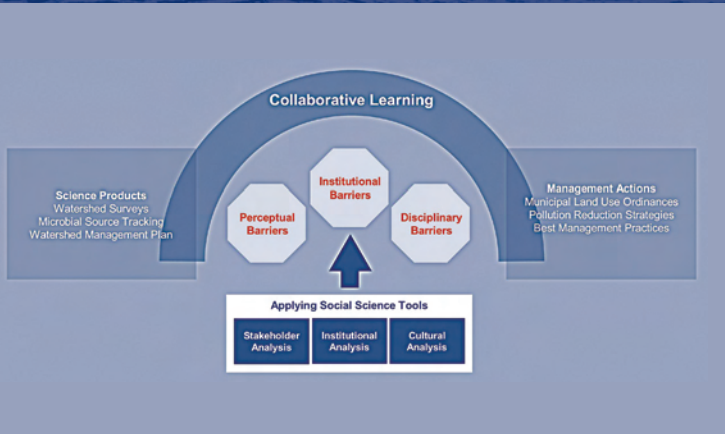 Collaborative Learning
Science Products
Watershed Surveys
Microbial Source Tracking
Watershed Management Plan
Perceptual
Barriers
Institutional
Barriers
Disciplinary
Barriers
Management Actions
Municipal Land Use Ordinances
Pollution Reduction Strategies
Best Management Practices
Applying Social Science Tools
Stakeholder
Analysis
Institutional
Analysis
Cultural
Analysis